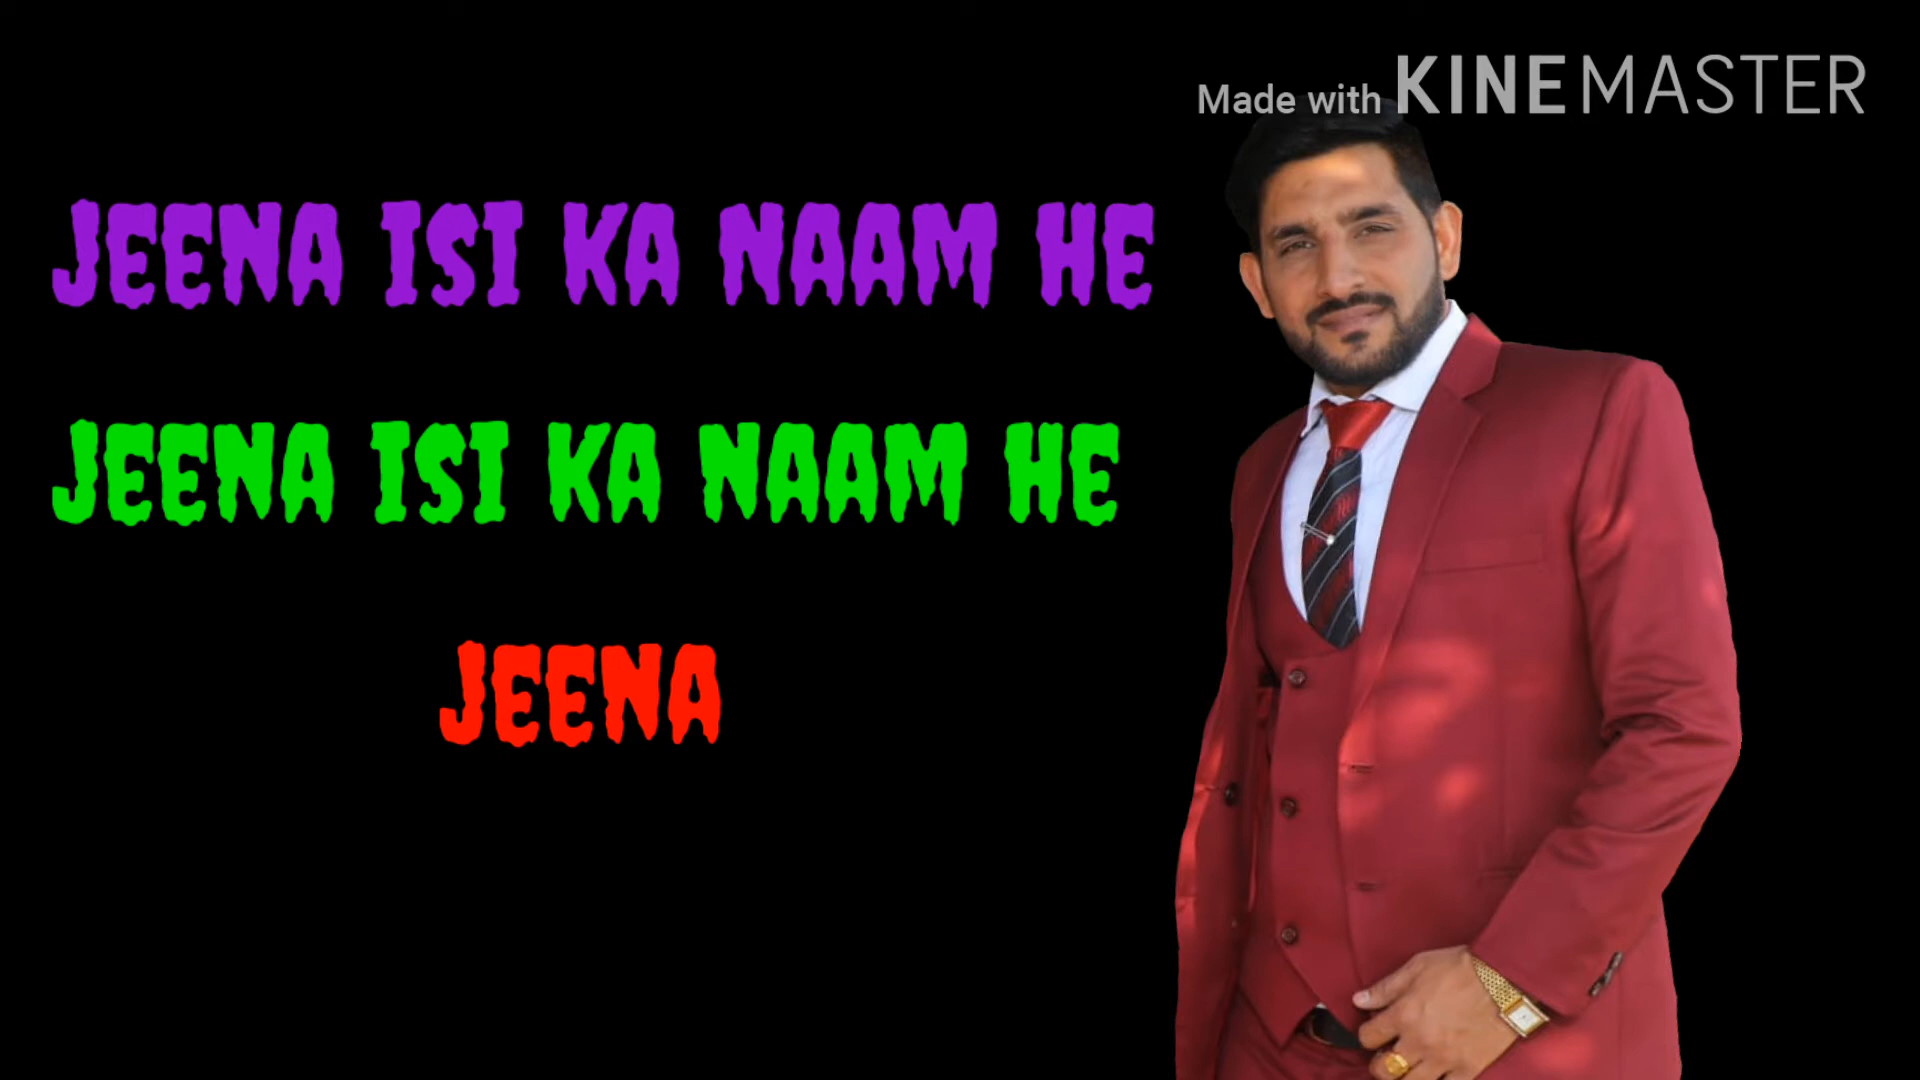 Made with KINEMASTER
JEENA ISI KA NAAM HE
JEENA ISI KA NAAM HE
JEENA